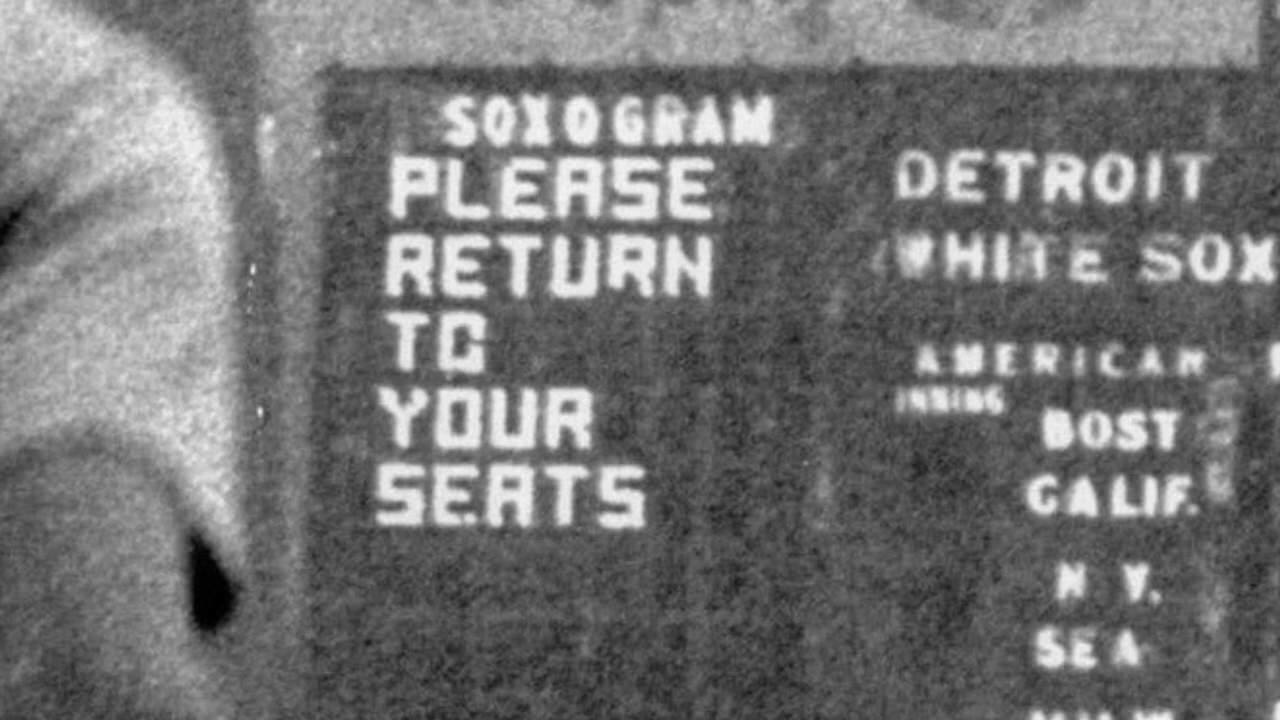 SOXOGRAM
PLEASE
RETURN
TO
YOUR
SEATS
DETROIT
WHITE SOX
AMERICAN
INNING
BOST
CALIF.
N Y.
SEA